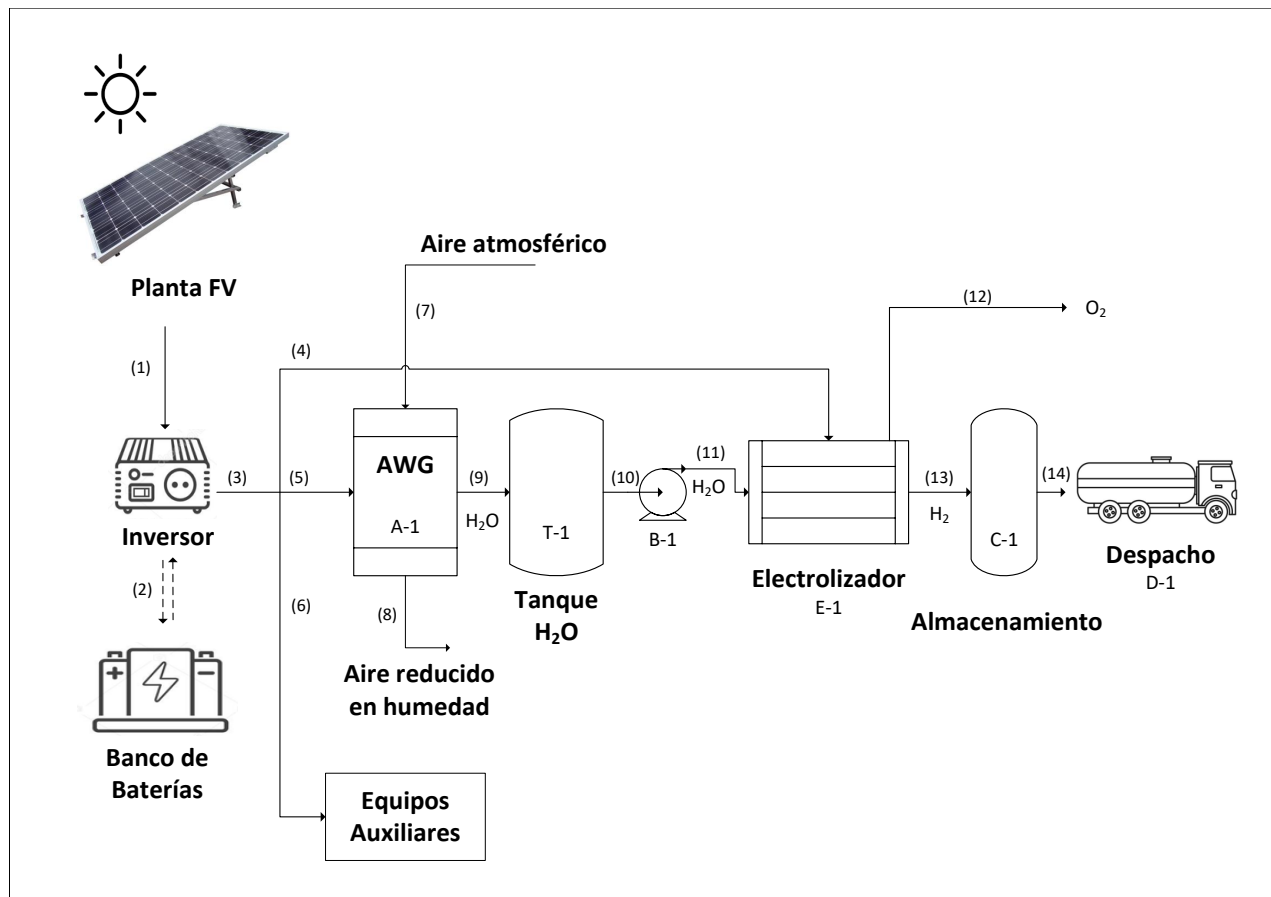 Aire atmosférico
Planta FV
(12)
O₂
(7)
(4)
(1)
AWG
(3)
(5)
(9)
(10)
(11)
(13)
(14)
A-1
H₂O
T-1
B-1
H₂O
H₂
C-1
Inversor
Electrolizador
E-1
Despacho
D-1
(2)
(6)
(8)
Tanque
H₂O
Almacenamiento
Aire reducido
en humedad
+
-
Banco de
Baterías
Equipos
Auxiliares